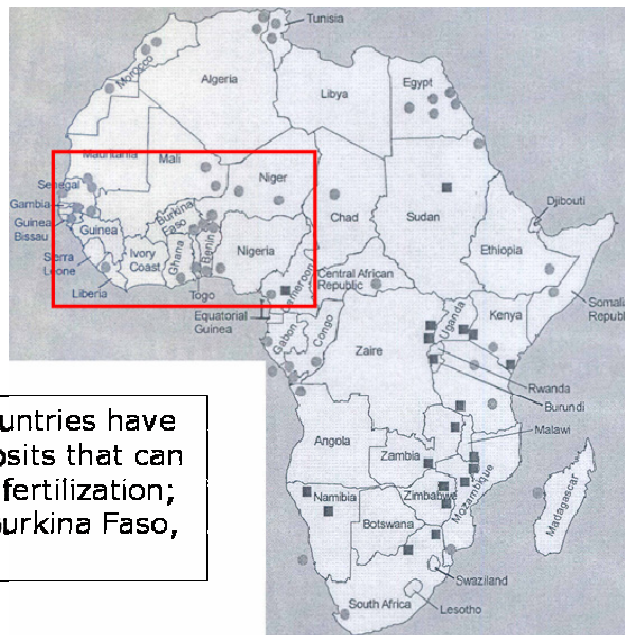 Tunisia
Morocco
Algeria
Libya
Egypt
Mauritania
Mali
Niger
Senegal
Chad
Sudan
Djibouti
Gambia
Burkina
Faso
Guinea
Bissau
Guinea
Nigeria
Ethiopia
Ivory
Coast
Ghana
Benin
Sierra
Leone
Central African
Republic
Cameroon
Liberia
Togo
Somali
Republ
Equatorial
Guinea
Uganda
Kenya
Gabon
Congo
Zaire
Rwanda
Burundi
untries have
osits that can
fertilization;
urkina Faso,
Malawi
Angola
Zambia
Namibia
Zimbabwe
Mozambique
Madagascar
Botswana
Swaziland
South Africa
Lesotho